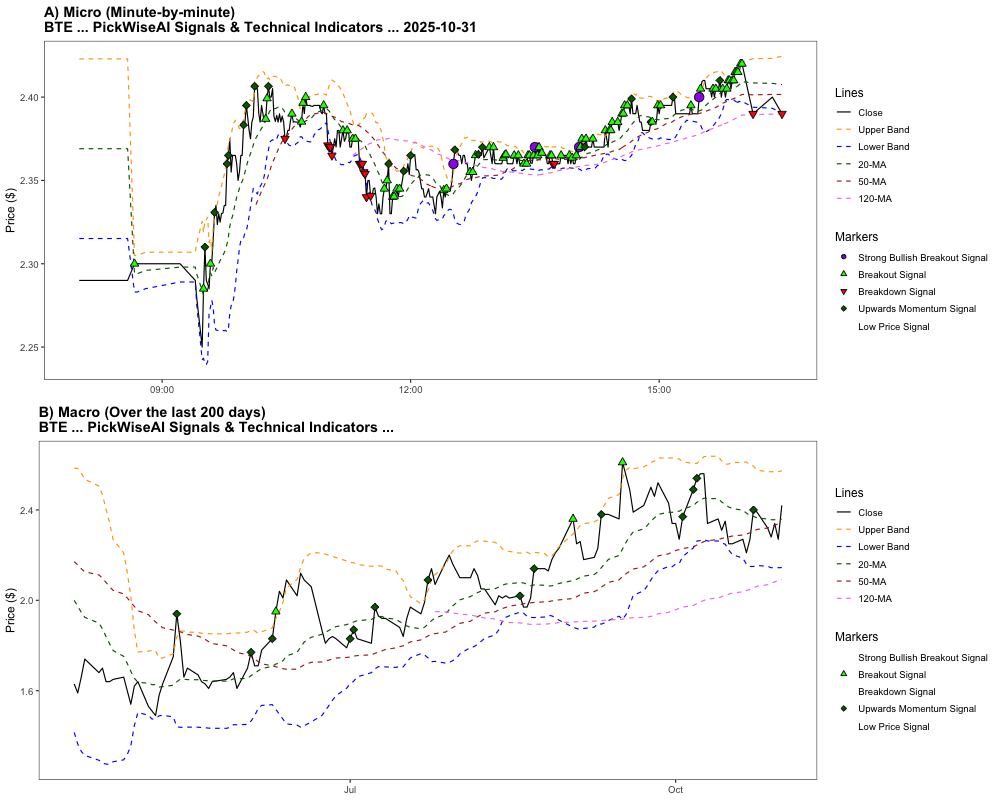 A) Micro (Minute-by-minute)
BTE ... PickWiseAI Signals & Technical Indicators ... 2025-10-31
Price ($)
2.40
2.35
2.30
2.25
09:00
12:00
15:00
Lines
Close
Upper Band
Lower Band
20-MA
50-MA
120-MA
Markers
Strong Bullish Breakout Signal
Breakout Signal
Breakdown Signal
Upwards Momentum Signal
Low Price Signal
B) Macro (Over the last 200 days)
BTE ... PickWiseAI Signals & Technical Indicators ...
Price ($)
2.4
2.0
1.6
Jul
Oct
Lines
Close
Upper Band
Lower Band
20-MA
50-MA
120-MA
Markers
Strong Bullish Breakout Signal
Breakout Signal
Breakdown Signal
Upwards Momentum Signal
Low Price Signal